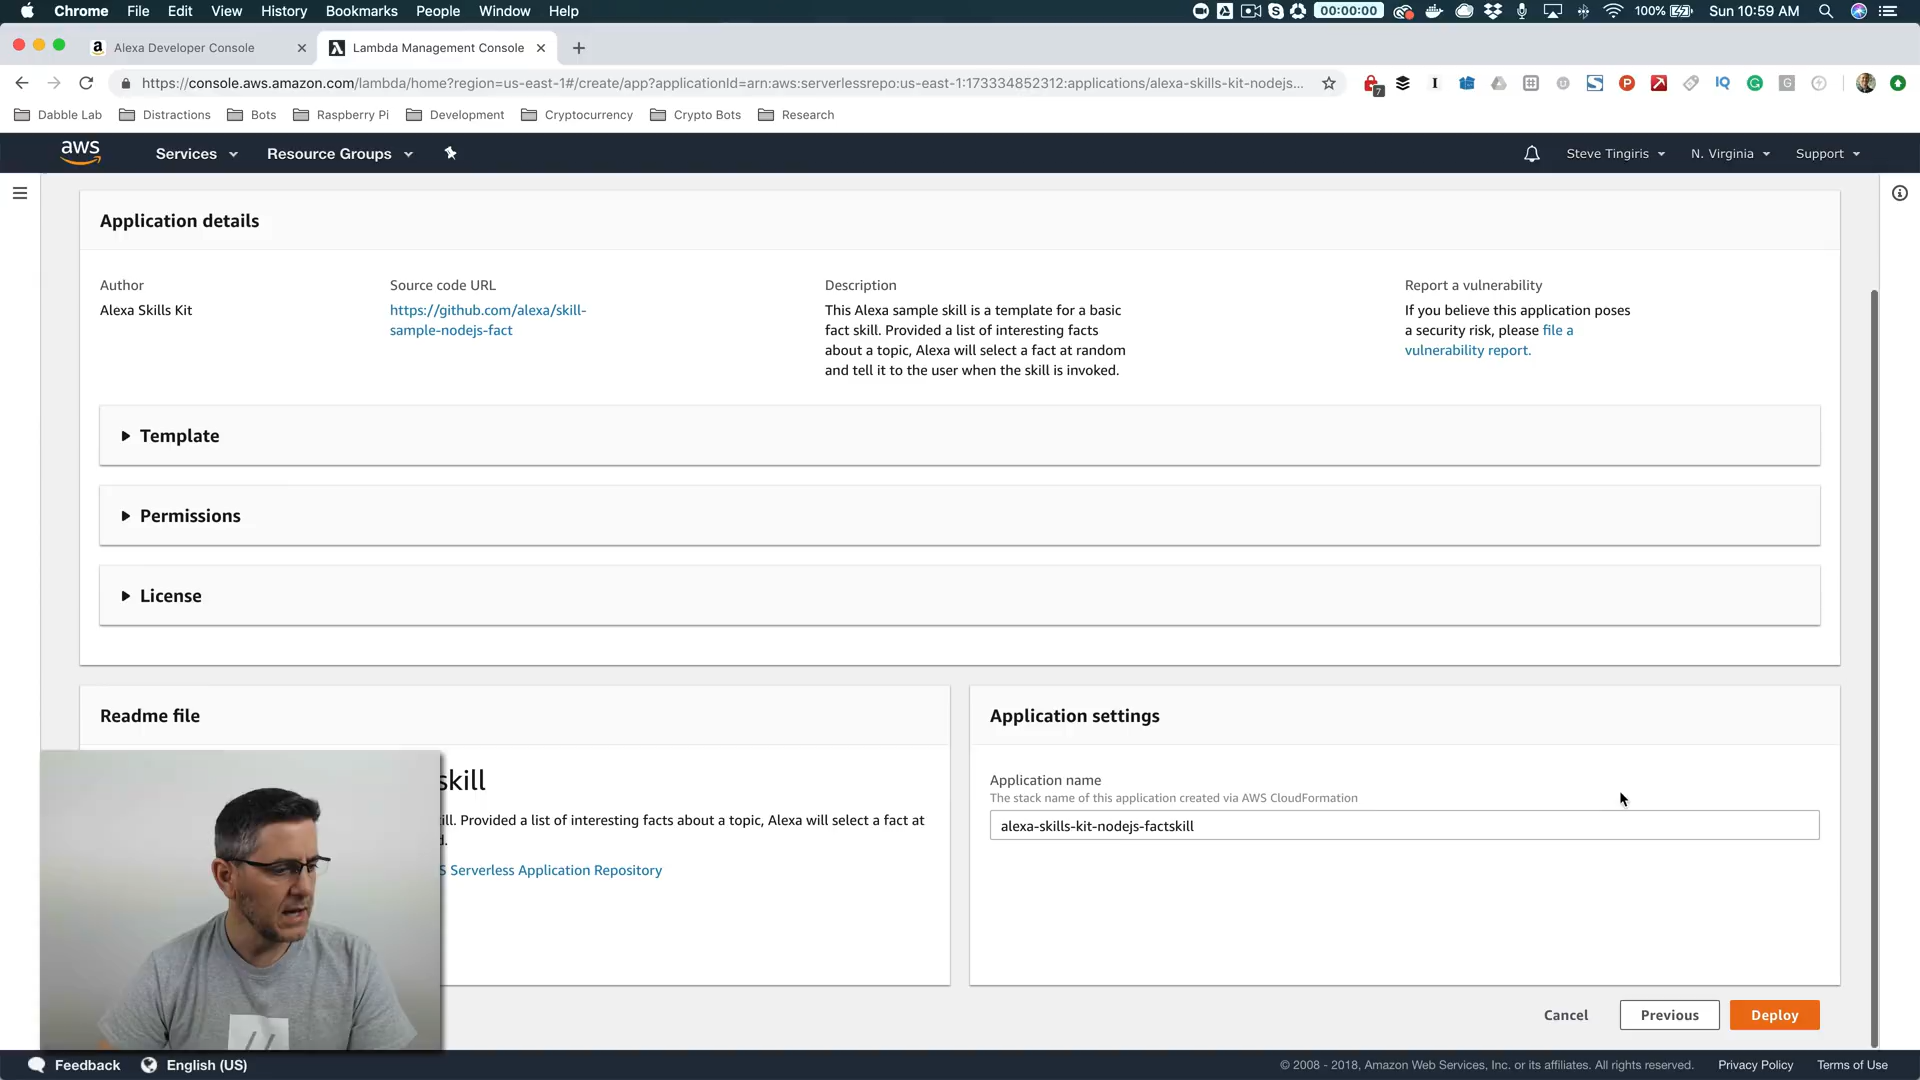 Chrome File Edit View History Bookmarks People Window Help
00:00:00 100% Sun 10:59 AM
Alexa Developer Console
Lambda Management Console
https://console.aws.amazon.com/lambda/home?region=us-east-1#/create/app?applicationId=arn:aws:serverlessrepo:us-east-1:173334852312:applications/alexa-skills-kit-nodejs...
7
Dabble Lab Distractions Bots Raspberry Pi Development Cryptocurrency Crypto Bots Research
aws Services Resource Groups Steve Tingiris N. Virginia Support
Application details
Author
Alexa Skills Kit
Source code URL
https://github.com/alexa/skill-
sample-nodejs-fact
Description
This Alexa sample skill is a template for a basic
fact skill. Provided a list of interesting facts
about a topic, Alexa will select a fact at random
and tell it to the user when the skill is invoked.
Report a vulnerability
If you believe this application poses
a security risk, please file a
vulnerability report.
Template
Permissions
License
Readme file
skill
ill. Provided a list of interesting facts about a topic, Alexa will select a fact at
d.
S Serverless Application Repository
Application settings
Application name
The stack name of this application created via AWS CloudFormation
alexa-skills-kit-nodejs-factskill
Cancel Previous Deploy
Feedback English (US)
© 2008 - 2018, Amazon Web Services, Inc. or its affiliates. All rights reserved. Privacy Policy Terms of Use